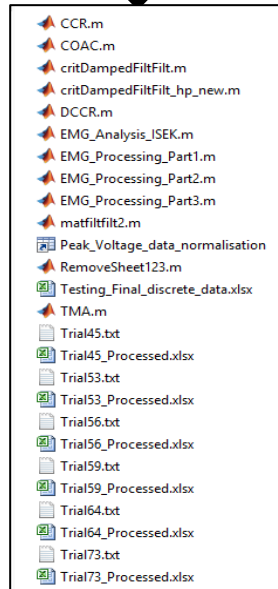 CCR.m
COAC.m
critDampedFiltFilt.m
critDampedFiltFilt_hp_new.m
DCCR.m
EMG_Analysis_ISEK.m
EMG_Processing_Part1.m
EMG_Processing_Part2.m
EMG_Processing_Part3.m
matfiltfilt2.m
Peak_Voltage_data_normalisation
RemoveSheet123.m
Testing_Final_discrete_data.xlsx
TMA.m
Trial45.txt
Trial45_Processed.xlsx
Trial53.txt
Trial53_Processed.xlsx
Trial56.txt
Trial56_Processed.xlsx
Trial59.txt
Trial59_Processed.xlsx
Trial64.txt
Trial64_Processed.xlsx
Trial73.txt
Trial73_Processed.xlsx